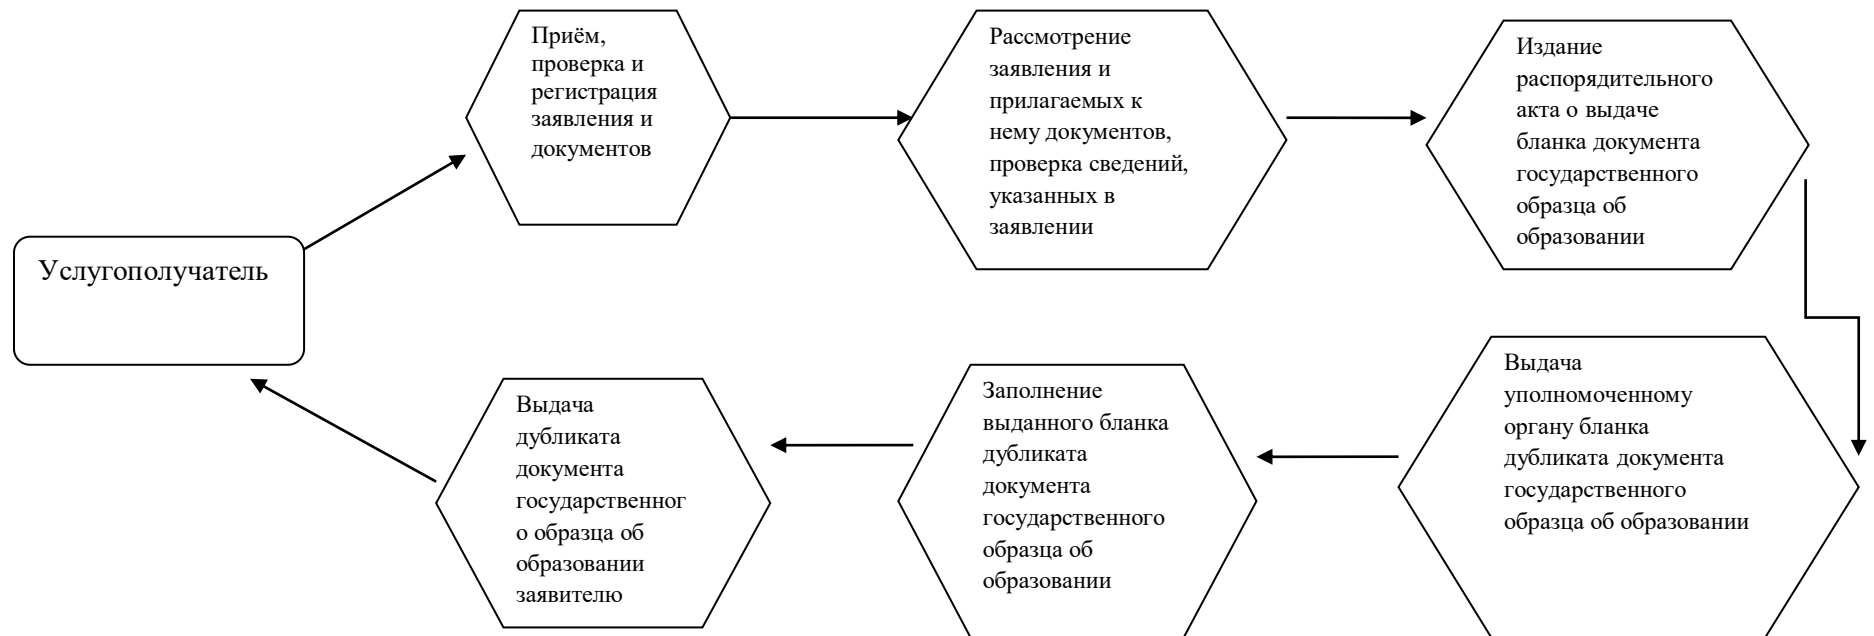 Приём,
проверка и
регистрация
заявления и
документов
Рассмотрение
заявления и
прилагаемых к
нему документов,
проверка сведений,
указанных в
заявлении
Издание
распорядительного
акта о выдаче
бланка документа
государственного
образца об
образовании
Услугополучатель
Выдача
уполномоченному
органу бланка
дубликата документа
государственного
образца об образовании
Заполнение
выданного бланка
дубликата
документа
государственного
образца об
образовании
Выдача
дубликата
документа
государственног
о образца об
образовании
заявителю